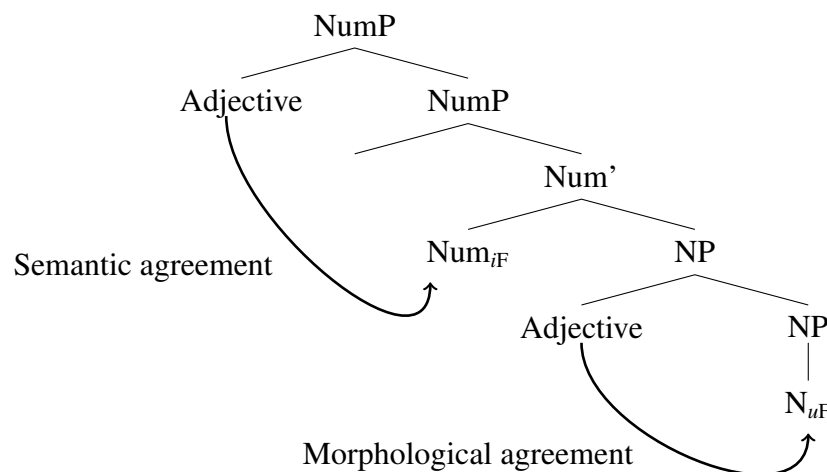 NumP
Adjective NumP
Num’
Semantic agreement Num_iF NP
Adjective NP
N_uF
Morphological agreement